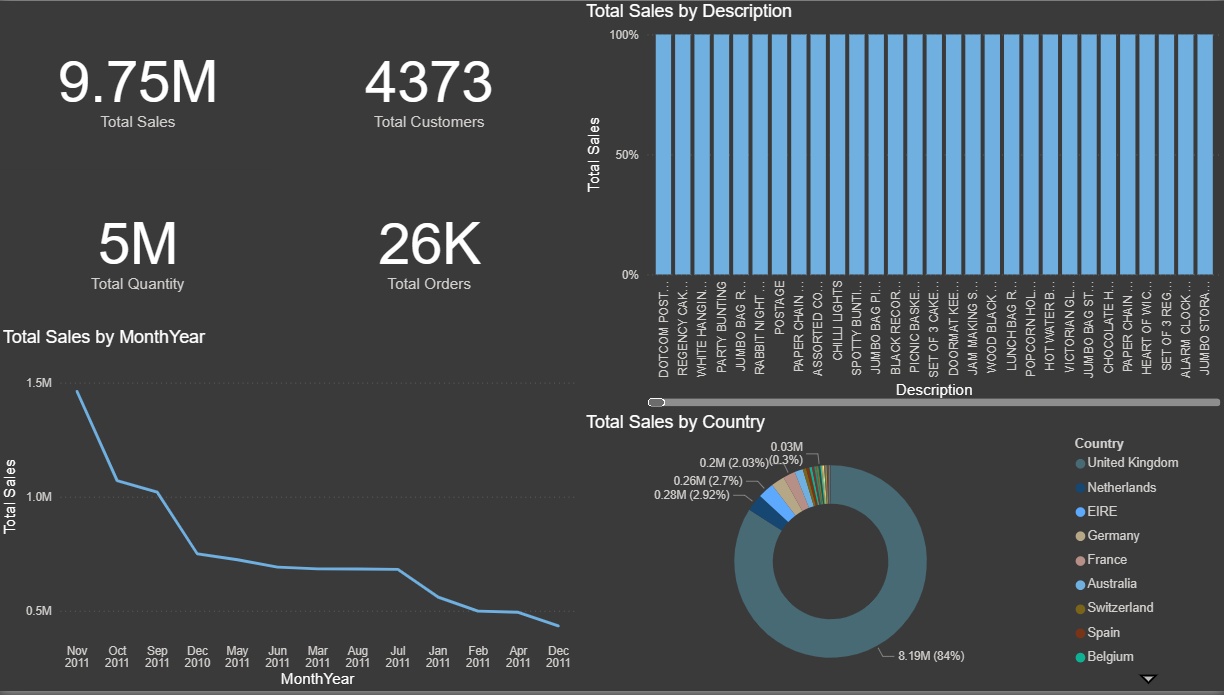 9.75M
Total Sales
4373
Total Customers
5M
Total Quantity
26K
Total Orders
Total Sales by Description
Total Sales
100%
50%
0%
DOTCOM POST...
REGENCY CAK...
WHITE HANGIN...
PARTY BUNTING
JUMBO BAG R...
RABBIT NIGHT ...
POSTAGE
PAPER CHAIN ...
ASSORTED CO...
CHILLI LIGHTS
SPOTTY BUNTI...
JUMBO BAG PI...
BLACK RECOR...
PICNIC BASKE...
SET OF 3 CAKE...
DOORMAT KEE...
JAM MAKING S...
WOOD BLACK ...
LUNCH BAG R...
POPCORN HOL...
HOT WATER B...
VICTORIAN GL...
JUMBO BAG ST...
CHOCOLATE H...
PAPER CHAIN ...
HEART OF WIC...
SET OF 3 REG...
ALARM CLOCK ...
JUMBO STORA...
Description
Total Sales by MonthYear
Total Sales
1.5M
1.0M
0.5M
Nov 2011
Oct 2011
Sep 2011
Dec 2010
May 2011
Jun 2011
Mar 2011
Aug 2011
Jul 2011
Jan 2011
Feb 2011
Apr 2011
Dec 2011
MonthYear
Total Sales by Country
0.03M
(0.3%)
0.2M (2.03%)
0.26M (2.7%)
0.28M (2.92%)
8.19M (84%)
Country
United Kingdom
Netherlands
EIRE
Germany
France
Australia
Switzerland
Spain
Belgium